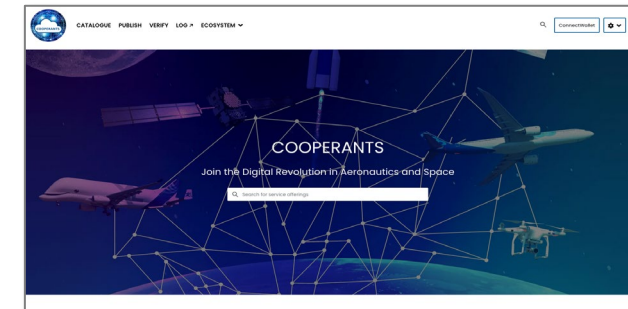 COOPERANTS
CATALOGUE PUBLISH VERIFY LOG ↗ ECOSYSTEM
ConnectWallet
COOPERANTS
Join the Digital Revolution in Aeronautics and Space
Search for service offerings